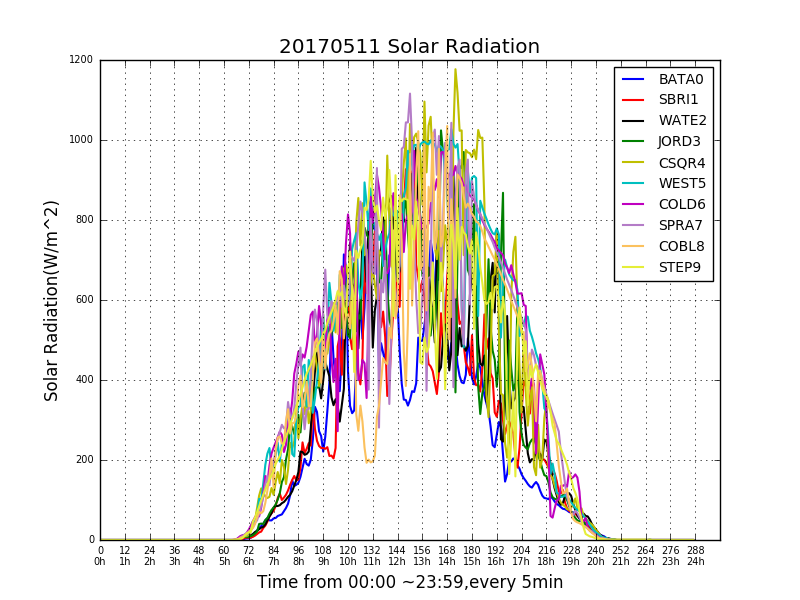 20170511 Solar Radiation
1200
1000
800
600
400
200
0
Solar Radiation(W/m^2)
BATA0
SBRI1
WATE2
JORD3
CSQR4
WEST5
COLD6
SPRA7
COBL8
STEP9
0 12 24 36 48 60 72 84 96 108 120 132 144 156 168 180 192 204 216 228 240 252 264 276 288
0h 1h 2h 3h 4h 5h 6h 7h 8h 9h 10h 11h 12h 13h 14h 15h 16h 17h 18h 19h 20h 21h 22h 23h 24h
Time from 00:00 ~23:59,every 5min